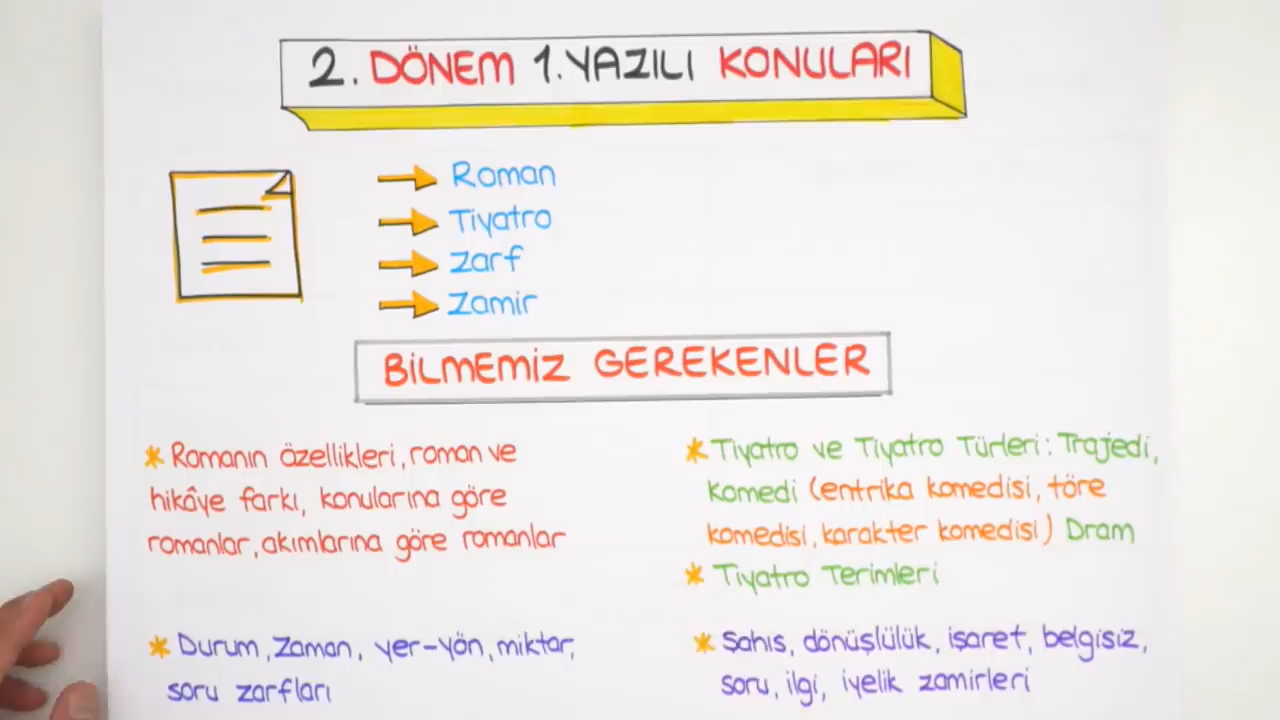 2. DÖNEM 1. YAZILI KONULARI
Roman
Tiyatro
Zarf
Zamir
BİLMEMİZ GEREKENLER
* Romanın özellikleri, roman ve
hikâye farkı, konularına göre
romanlar, akımlarına göre romanlar
* Tiyatro ve Tiyatro Türleri: Trajedi,
Komedi (entrika komedisi, töre
komedisi, karakter komedisi) Dram
* Tiyatro Terimleri
* Durum, Zaman, yer-yön, miktar,
soru zarfları
* Şahıs, dönüşlülük, işaret, belgisiz,
soru, ilgi, iyelik zamirleri